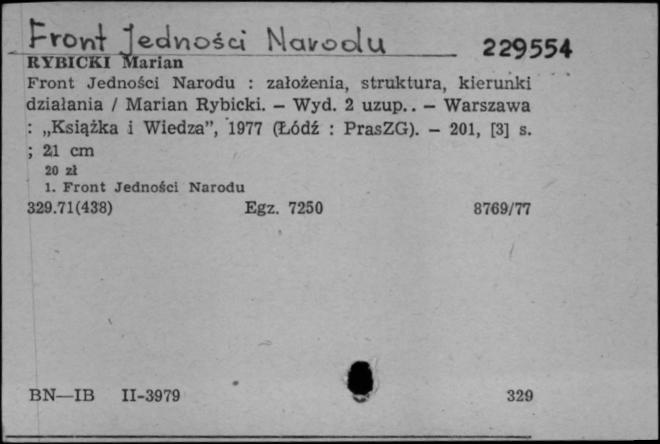 Front Jedności Narodu 229554
RYBICKI Marian
Front Jedności Narodu : założenia, struktura, kierunki
działania / Marian Rybicki. – Wyd. 2 uzup.. – Warszawa
: „Książka i Wiedza”, 1977 (Łódź : PrasZG). – 201, [3] s.
; 21 cm
20 zł
1. Front Jedności Narodu
329.71(438) Egz. 7250 8769/77
BN—IB II-3979 329